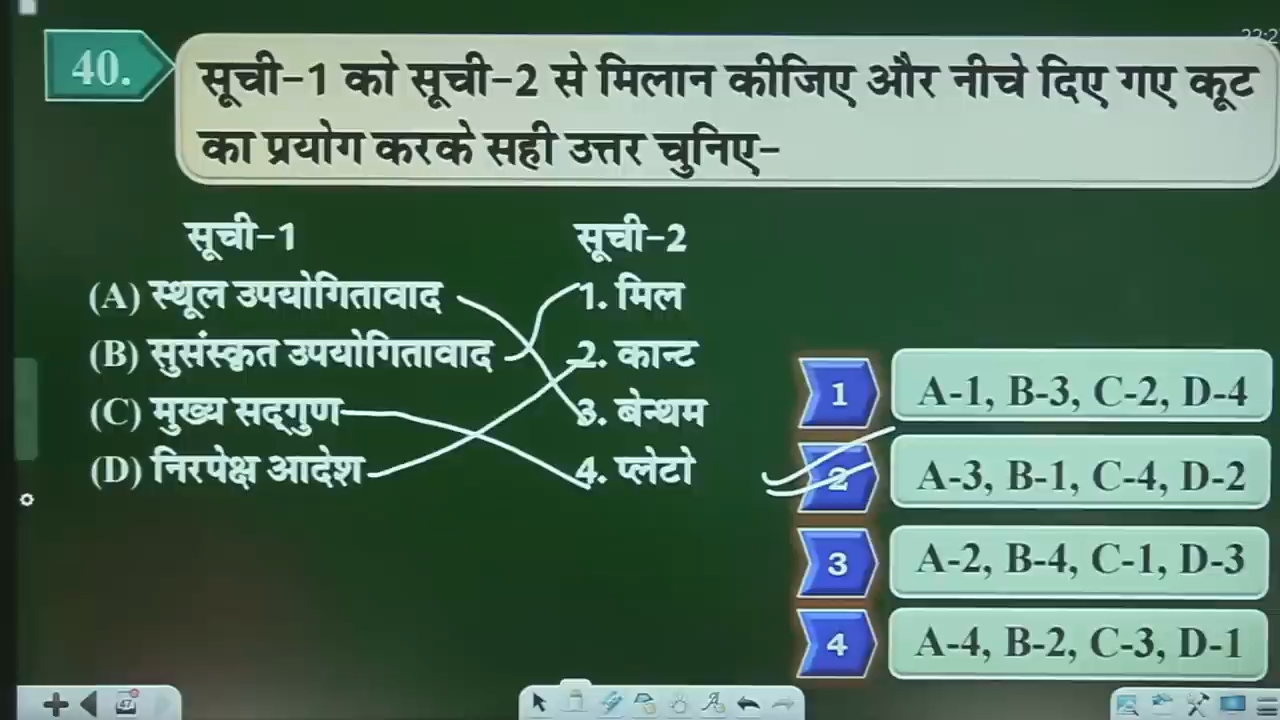 40.
सूची-1 को सूची-2 से मिलान कीजिए और नीचे दिए गए कूट
का प्रयोग करके सही उत्तर चुनिए-
सूची-1 सूची-2
(A) स्थूल उपयोगितावाद 1. मिल
(B) सुसंस्कृत उपयोगितावाद 2. कान्ट
(C) मुख्य सद्गुण 3. बेन्थम
(D) निरपेक्ष आदेश 4. प्लेटो
1 A-1, B-3, C-2, D-4
2 A-3, B-1, C-4, D-2
3 A-2, B-4, C-1, D-3
4 A-4, B-2, C-3, D-1
47